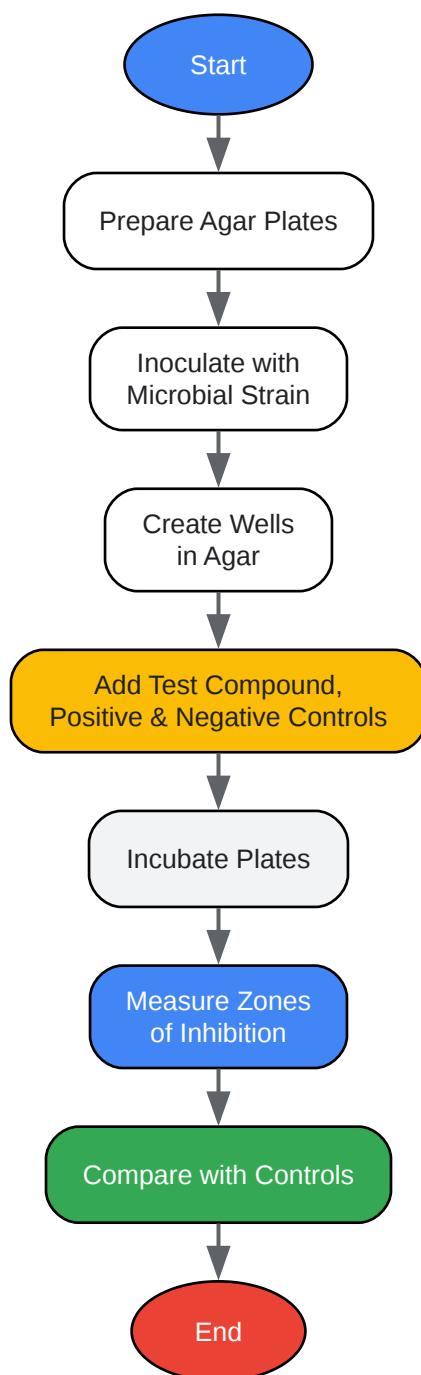 Start
Prepare Agar Plates
Inoculate with
Microbial Strain
Create Wells
in Agar
Add Test Compound,
Positive & Negative Controls
Incubate Plates
Measure Zones
of Inhibition
Compare with Controls
End